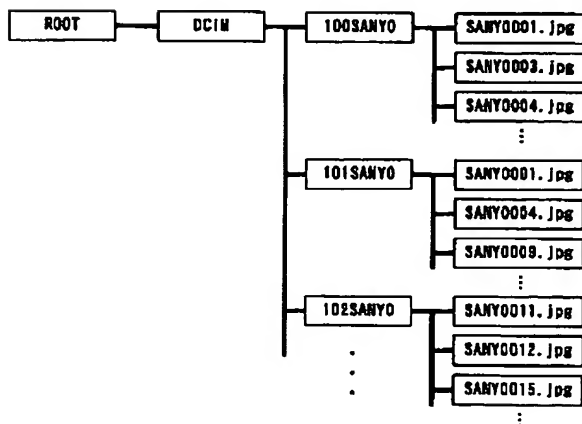 ROOT
DCIM
100SANYO
SANYO001.jpg
SANYO003.jpg
SANYO004.jpg
101SANYO
SANYO001.jpg
SANYO004.jpg
SANYO009.jpg
102SANYO
SANYO011.jpg
SANYO012.jpg
SANYO015.jpg